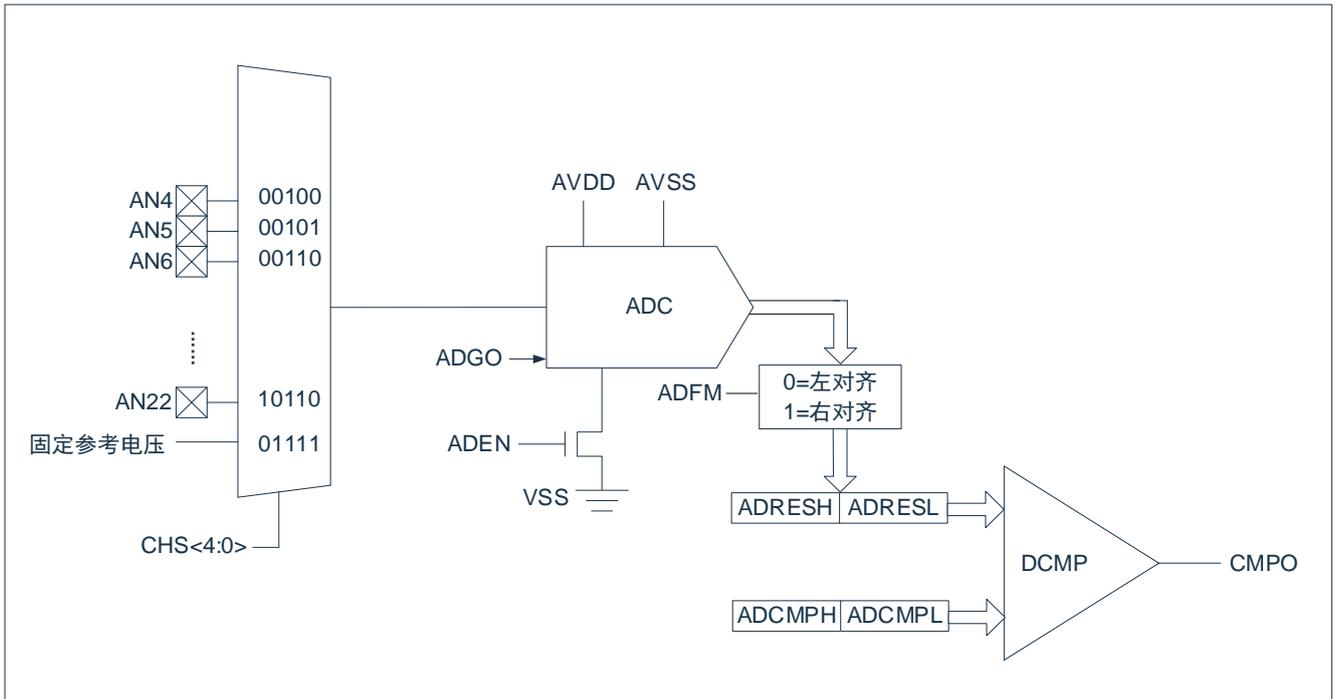 AVDD AVSS
AN4 00100
AN5 00101
AN6 00110
ADC
ADGO
ADFM
0=左对齐
1=右对齐
AN22 10110
固定参考电压 01111
ADEN
VSS
CHS<4:0>
ADRESH ADRESL
DCMP
CMPO
ADCMPH ADCMPL